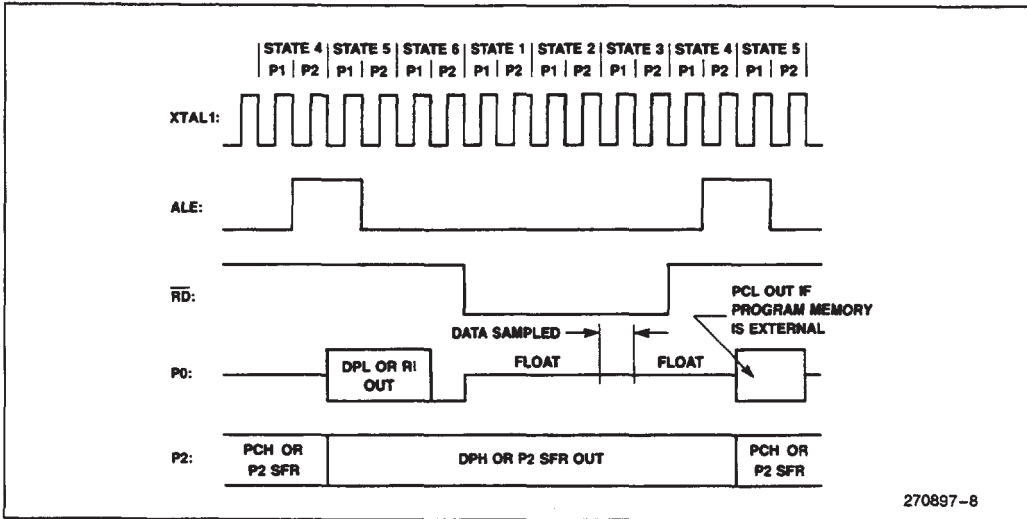 | STATE 4 | STATE 5 | STATE 6 | STATE 1 | STATE 2 | STATE 3 | STATE 4 | STATE 5 |
| P1 | P2 | P1 | P2 | P1 | P2 | P1 | P2 | P1 | P2 | P1 | P2 | P1 | P2 | P1 | P2 |
XTAL1:
ALE:
RD:
PCL OUT IF
PROGRAM MEMORY
IS EXTERNAL
DATA SAMPLED
FLOAT
FLOAT
P0:
DPL OR RI
OUT
P2:
PCH OR
P2 SFR
DPH OR P2 SFR OUT
PCH OR
P2 SFR
270897-8